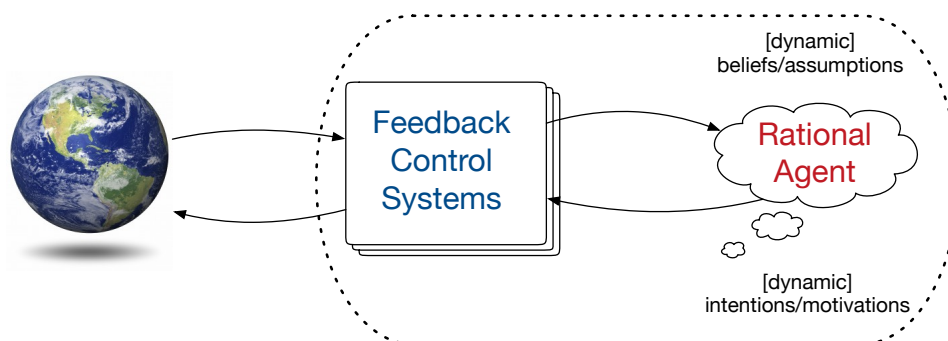 [dynamic]
beliefs/assumptions
Feedback
Control
Systems
Rational
Agent
[dynamic]
intentions/motivations